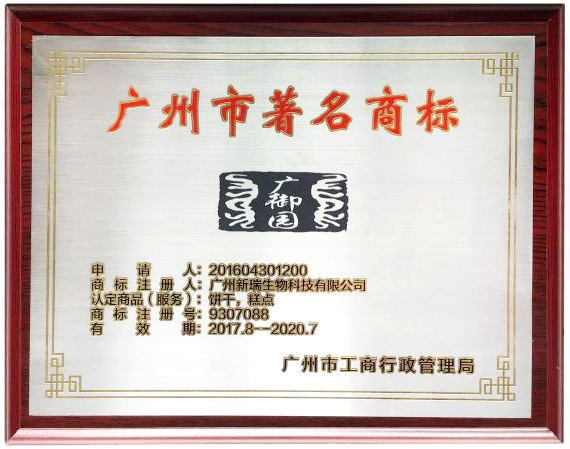 广州市著名商标
广御园
申请人：201604301200
商标注册人：广州新瑞生物科技有限公司
认定商品（服务）：饼干，糕点
商标注册号：9307088
有效期：2017.8--2020.7
广州市工商行政管理局